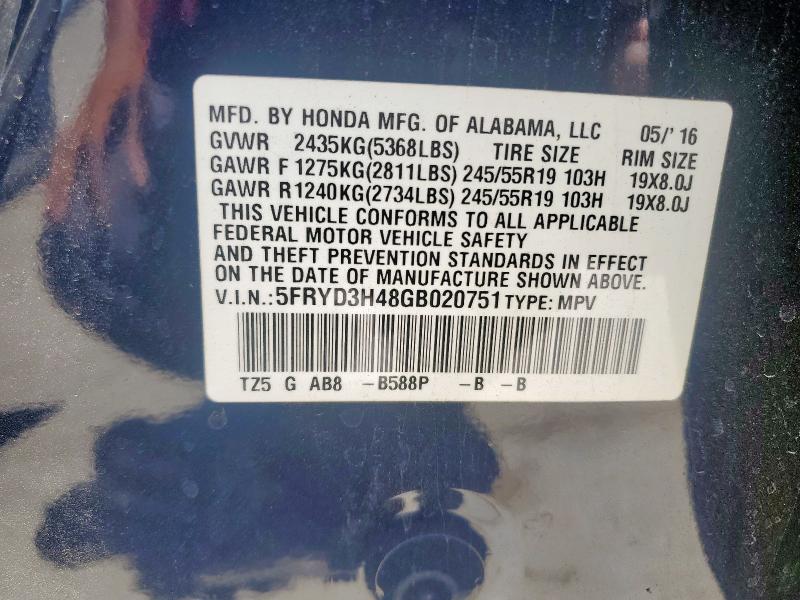 MFD. BY HONDA MFG. OF ALABAMA, LLC 05/' 16
GVWR 2435KG(5368LBS) TIRE SIZE RIM SIZE
GAWR F 1275KG(2811LBS) 245/55R19 103H 19X8.0J
GAWR R 1240KG(2734LBS) 245/55R19 103H 19X8.0J
THIS VEHICLE CONFORMS TO ALL APPLICABLE
FEDERAL MOTOR VEHICLE SAFETY
AND THEFT PREVENTION STANDARDS IN EFFECT
ON THE DATE OF MANUFACTURE SHOWN ABOVE.
V.I.N.: 5FRYD3H48GB020751 TYPE: MPV
TZ5 G AB8 -B588P -B -B